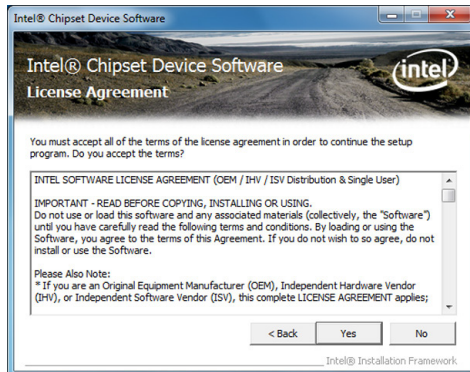 Intel® Chipset Device Software
Intel® Chipset Device Software
License Agreement
(intel)
You must accept all of the terms of the license agreement in order to continue the setup
program. Do you accept the terms?
INTEL SOFTWARE LICENSE AGREEMENT (OEM / IHV / ISV Distribution & Single User)
IMPORTANT - READ BEFORE COPYING, INSTALLING OR USING.
Do not use or load this software and any associated materials (collectively, the "Software")
until you have carefully read the following terms and conditions. By loading or using the
Software, you agree to the terms of this Agreement. If you do not wish to so agree, do not
install or use the Software.
Please Also Note:
* If you are an Original Equipment Manufacturer (OEM), Independent Hardware Vendor
(IHV), or Independent Software Vendor (ISV), this complete LICENSE AGREEMENT applies;
< Back Yes No
Intel® Installation Framework